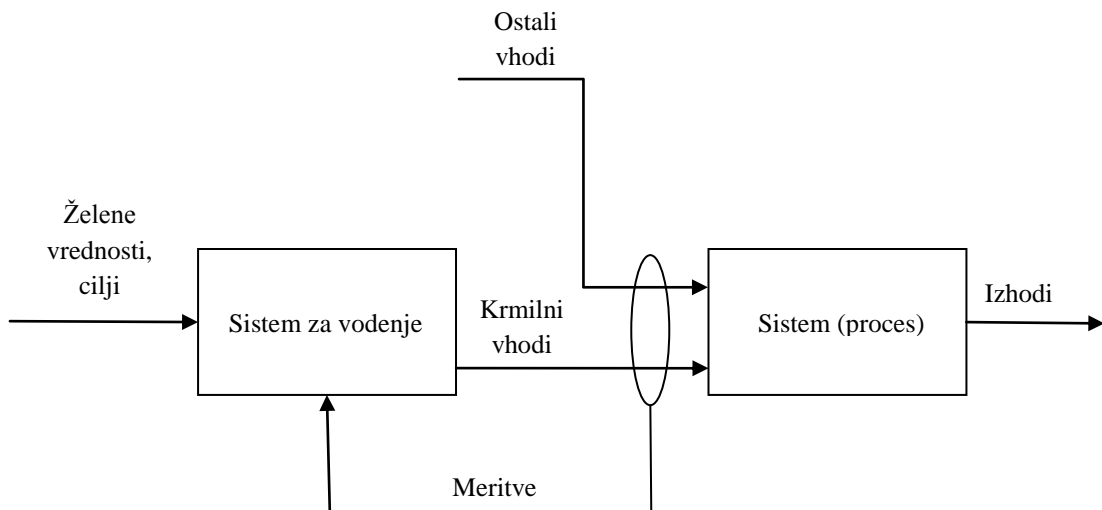 Ostali
vhodi
Želene
vrednosti,
cilji
Sistem za vodenje
Krmilni
vhodi
Sistem (proces)
Izhodi
Meritve